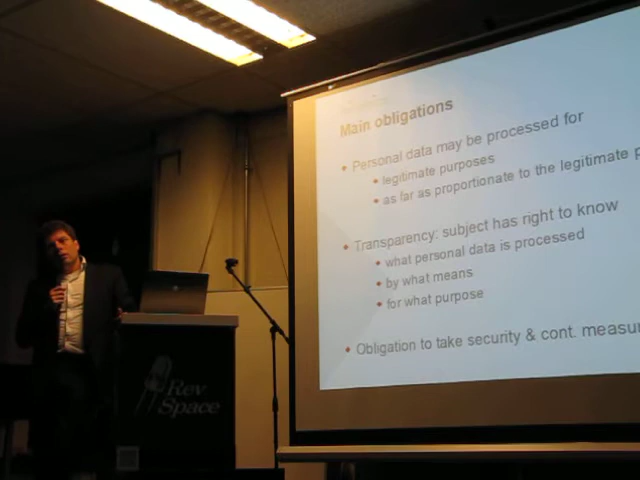 Main obligations
• Personal data may be processed for
• legitimate purposes
• as far as proportionate to the legitimate p
• Transparency: subject has right to know
• what personal data is processed
• by what means
• for what purpose
• Obligation to take security & cont. measu
Rev
Space